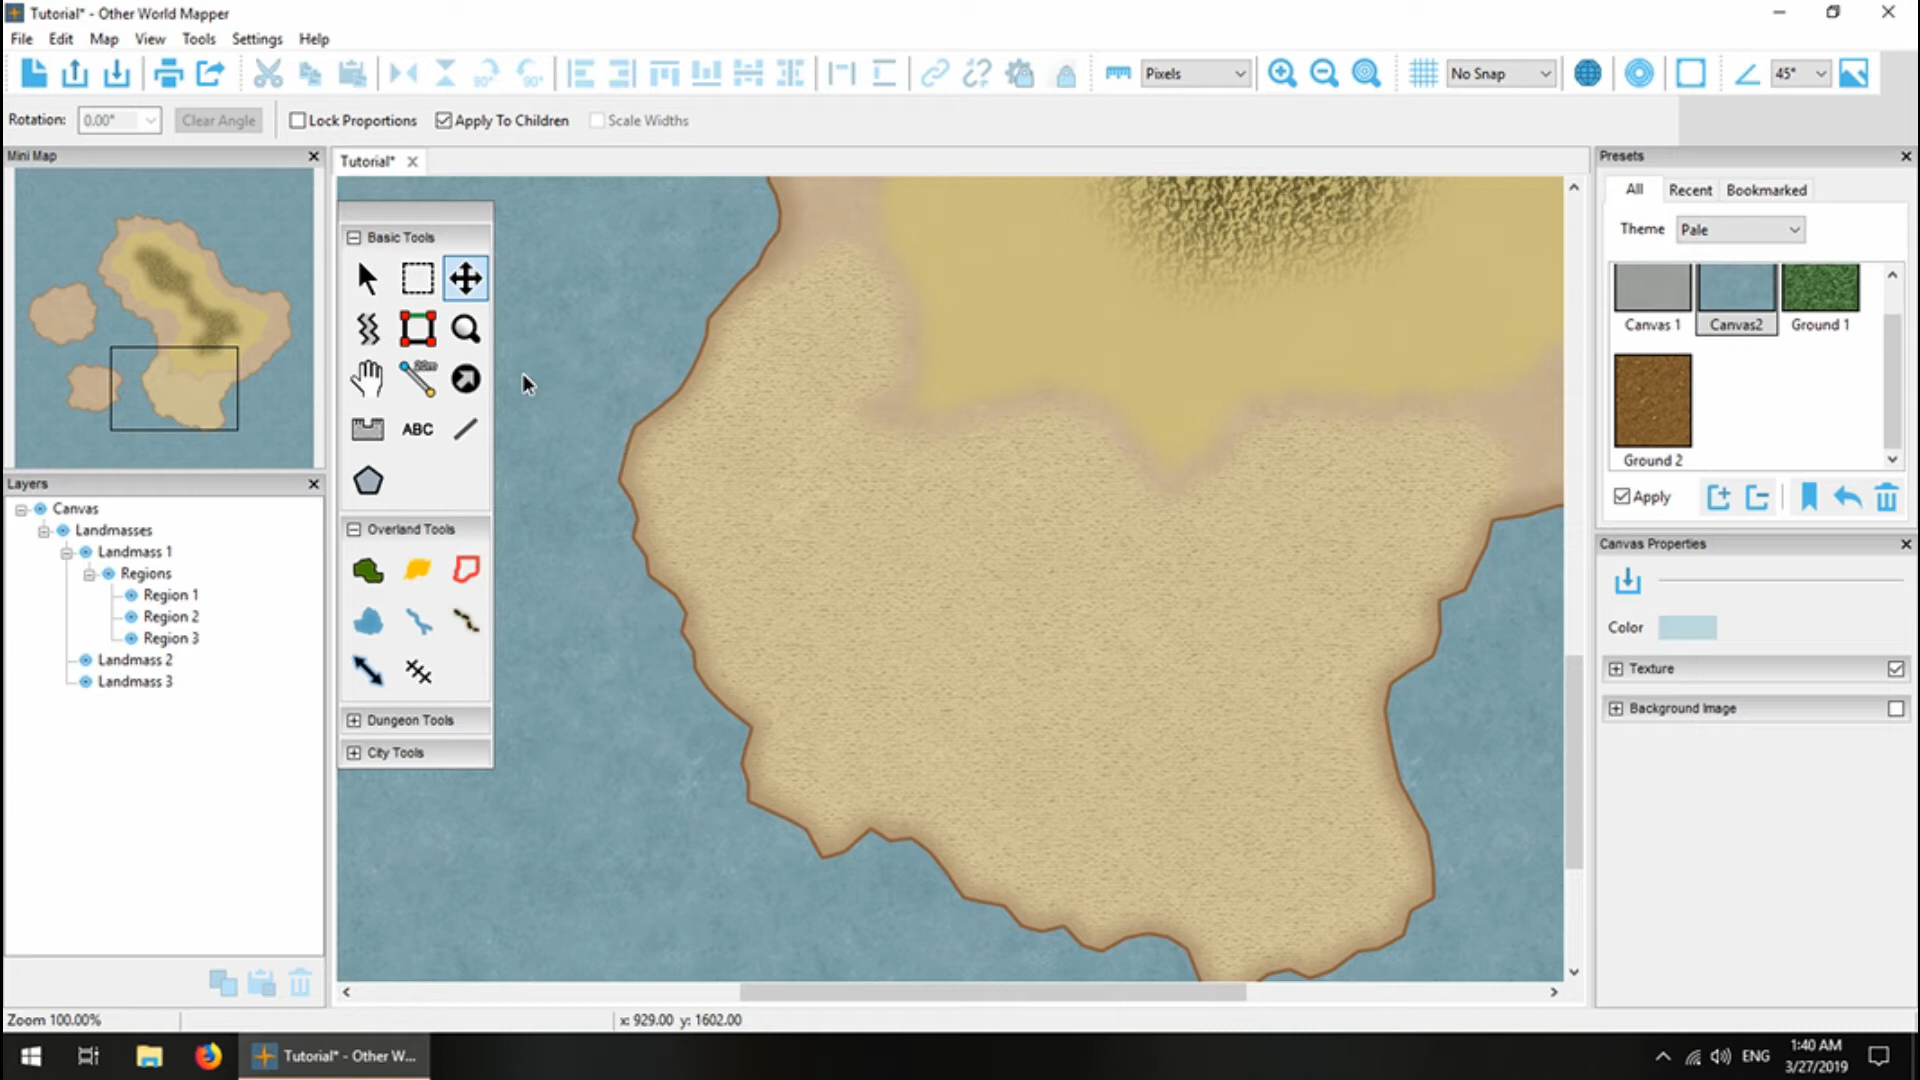 Tutorial* - Other World Mapper
File Edit Map View Tools Settings Help
Pixels No Snap 45°
Rotation: 0.00° Clear Angle Lock Proportions Apply To Children Scale Widths
Mini Map
Tutorial*
Presets
All Recent Bookmarked
Theme Pale
Canvas 1 Canvas2 Ground 1
Ground 2
Apply
Basic Tools
ABC
Overland Tools
Dungeon Tools
City Tools
Layers
Canvas
Landmasses
Landmass 1
Regions
Region 1
Region 2
Region 3
Landmass 2
Landmass 3
Canvas Properties
Color
Texture
Background Image
Zoom 100.00%
x: 929.00 y: 1602.00
Tutorial* - Other W...
ENG
1:40 AM
3/27/2019